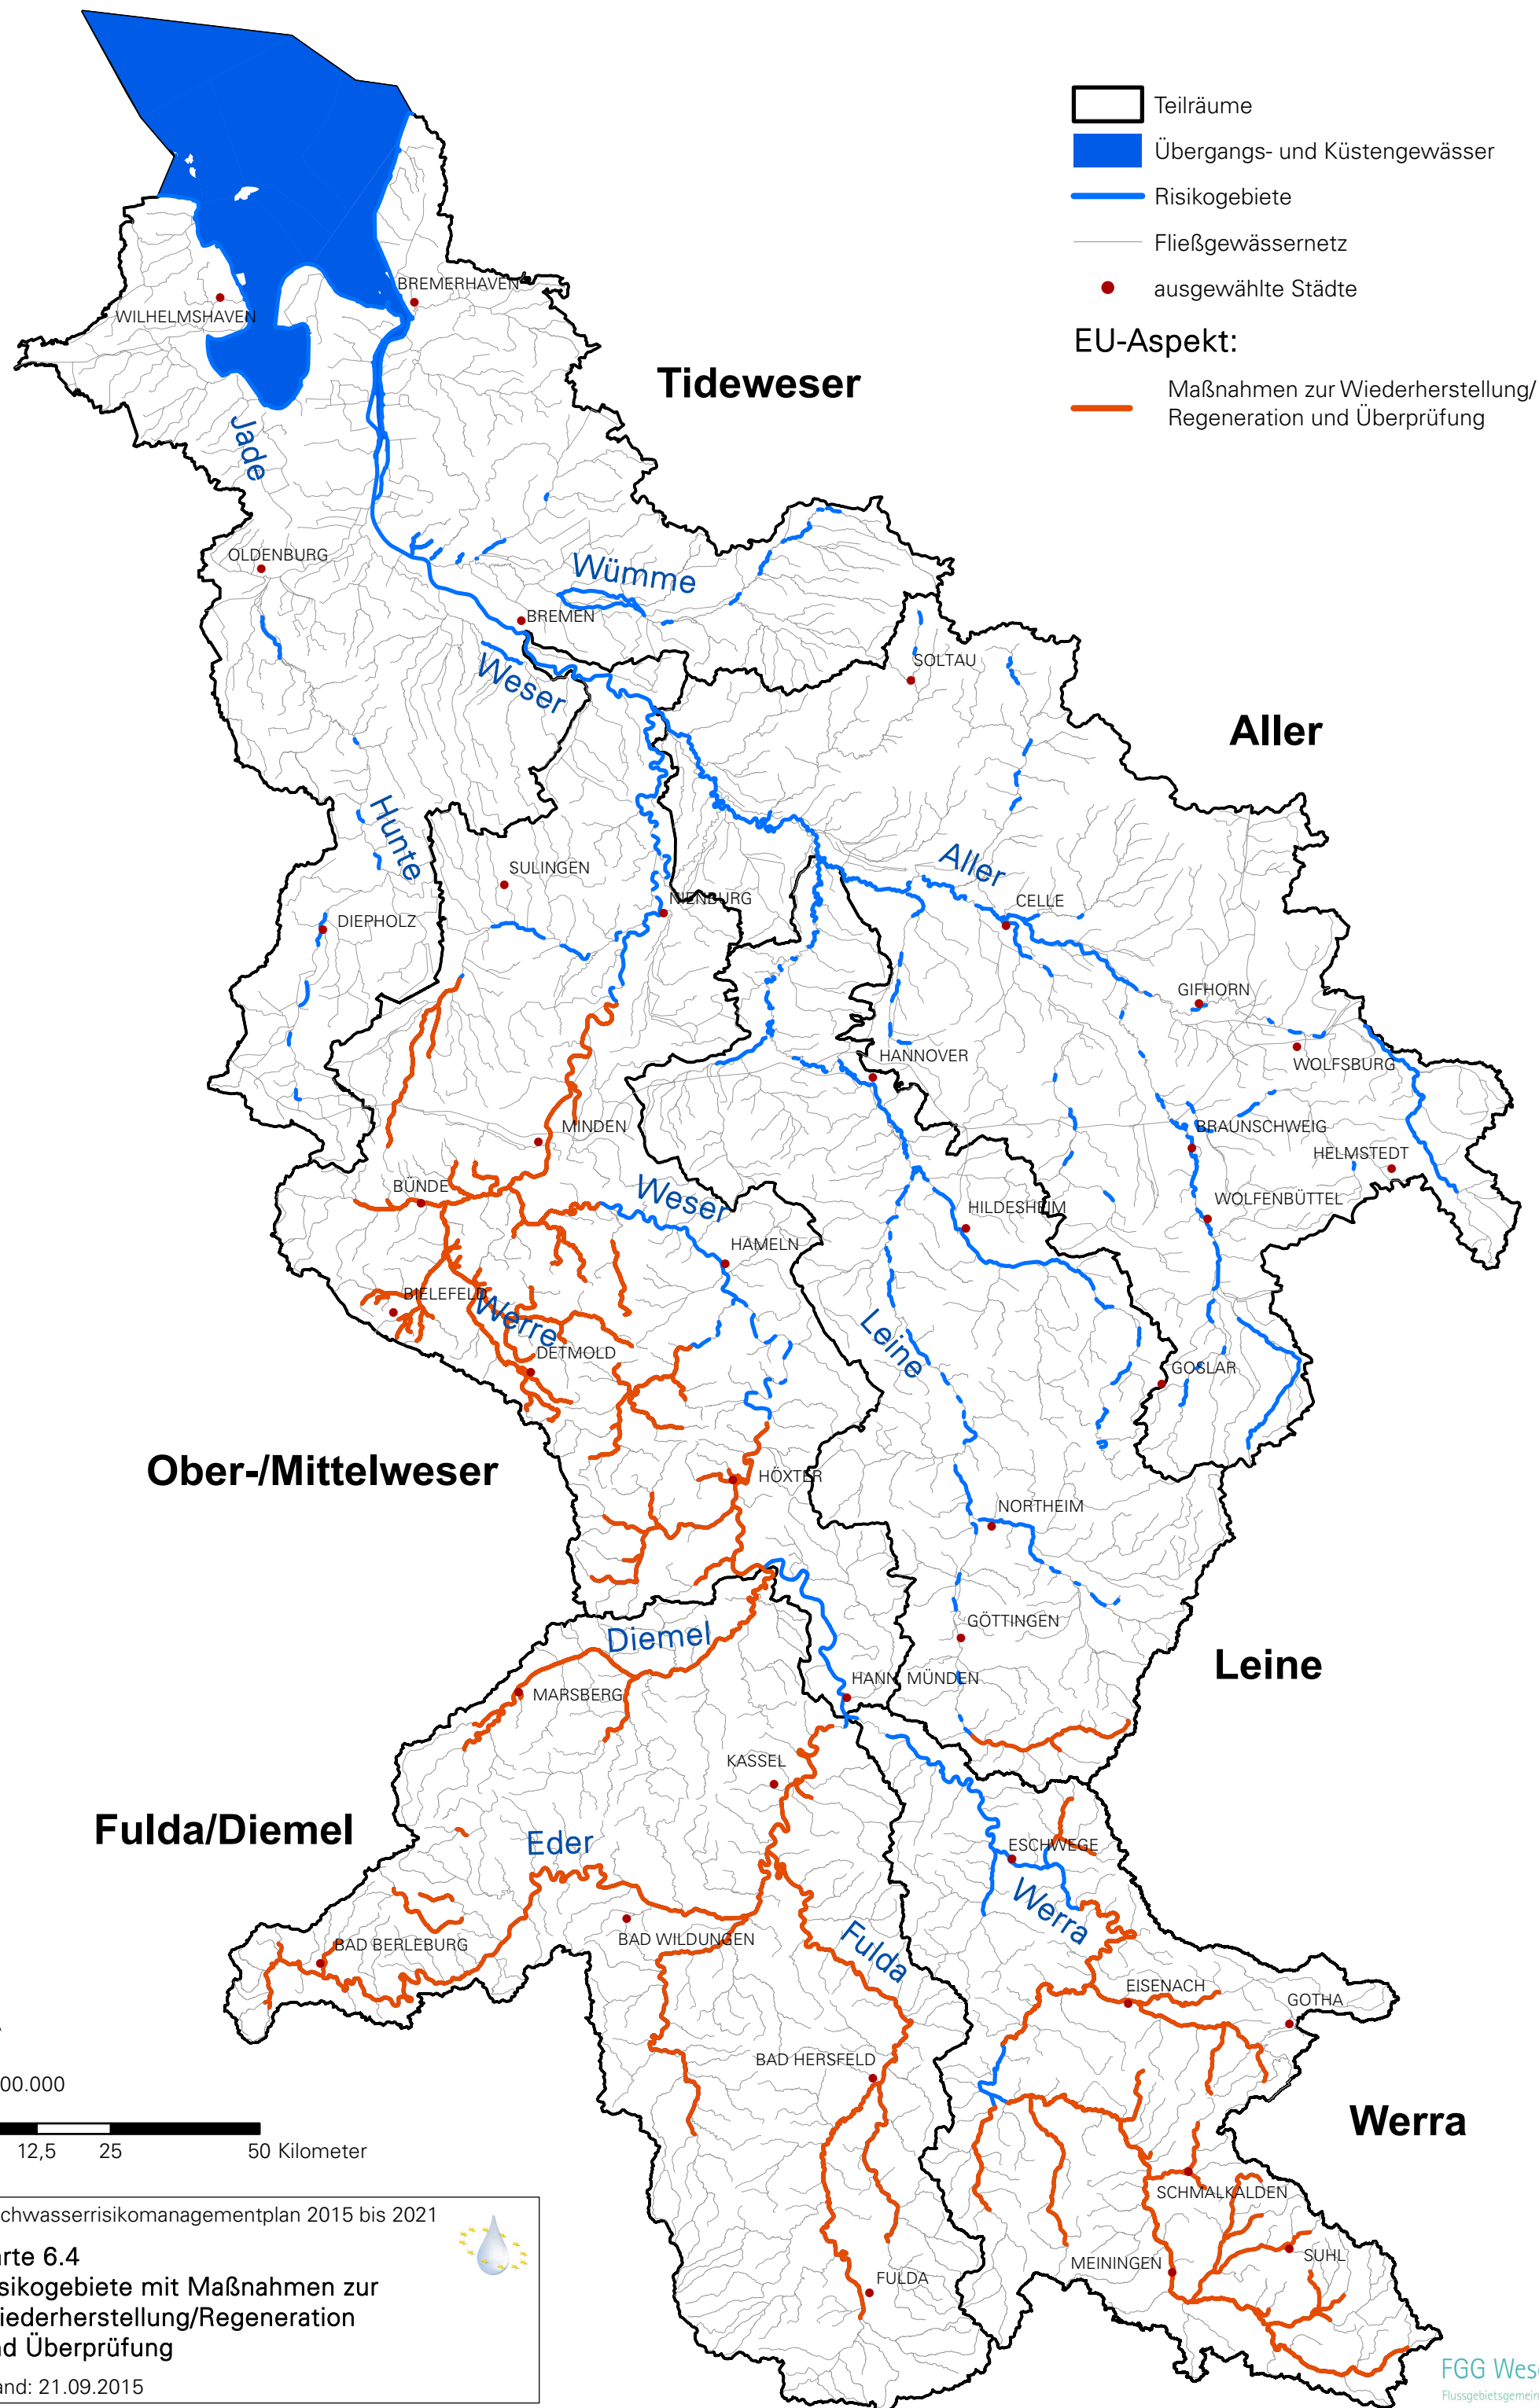 Teilräume
Übergangs- und Küstengewässer
Risikogebiete
Fließgewässernetz
ausgewählte Städte
EU-Aspekt:
Maßnahmen zur Wiederherstellung/
Regeneration und Überprüfung
BREMERHAVEN
WILHELMSHAVEN
Tideweser
Jade
OLDENBURG
Wümme
BREMEN
Weser
SOLTAU
Aller
Hunte
SULINGEN
Aller
NIENBURG
CELLE
DIEPHOLZ
GIFHORN
HANNOVER
WOLFSBURG
MINDEN
BRAUNSCHWEIG
HELMSTEDT
BÜNDE
Weser
WOLFENBÜTTEL
HILDESHEIM
HAMELN
BIELEFELD
Werre
Leine
DETMOLD
GOSLAR
Ober-/Mittelweser
HÖXTER
NORTHEIM
GÖTTINGEN
Diemel
Leine
HANN. MÜNDEN
MARSBERG
KASSEL
Fulda/Diemel
Eder
ESCHWEGE
Werra
BAD WILDUNGEN
BAD BERLEBURG
Fulda
EISENACH
GOTHA
BAD HERSFELD
00.000
Werra
12,5 25 50 Kilometer
SCHMALKALDEN
chwasserrisikomanagementplan 2015 bis 2021
arte 6.4
sikogebiete mit Maßnahmen zur
iederherstellung/Regeneration
d Überprüfung
and: 21.09.2015
SUHL
MEININGEN
FULDA
FGG Wese
Flussgebietsgemein